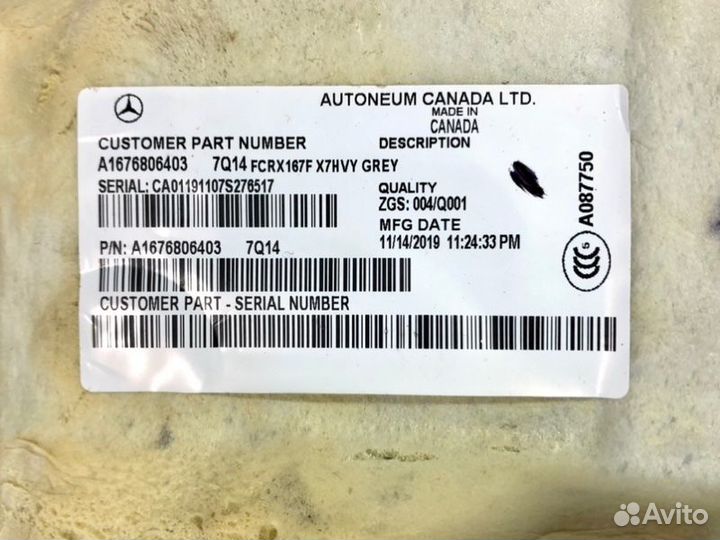 AUTONEUM CANADA LTD.
MADE IN
CANADA
CUSTOMER PART NUMBER
DESCRIPTION
A1676806403 7Q14 FCRX167F X7HVY GREY
SERIAL: CA01191107S276517
QUALITY
ZGS: 004/Q001
MFG DATE
11/14/2019 11:24:33 PM
P/N: A1676806403 7Q14
CUSTOMER PART - SERIAL NUMBER
A087750
CCC 6
Avito